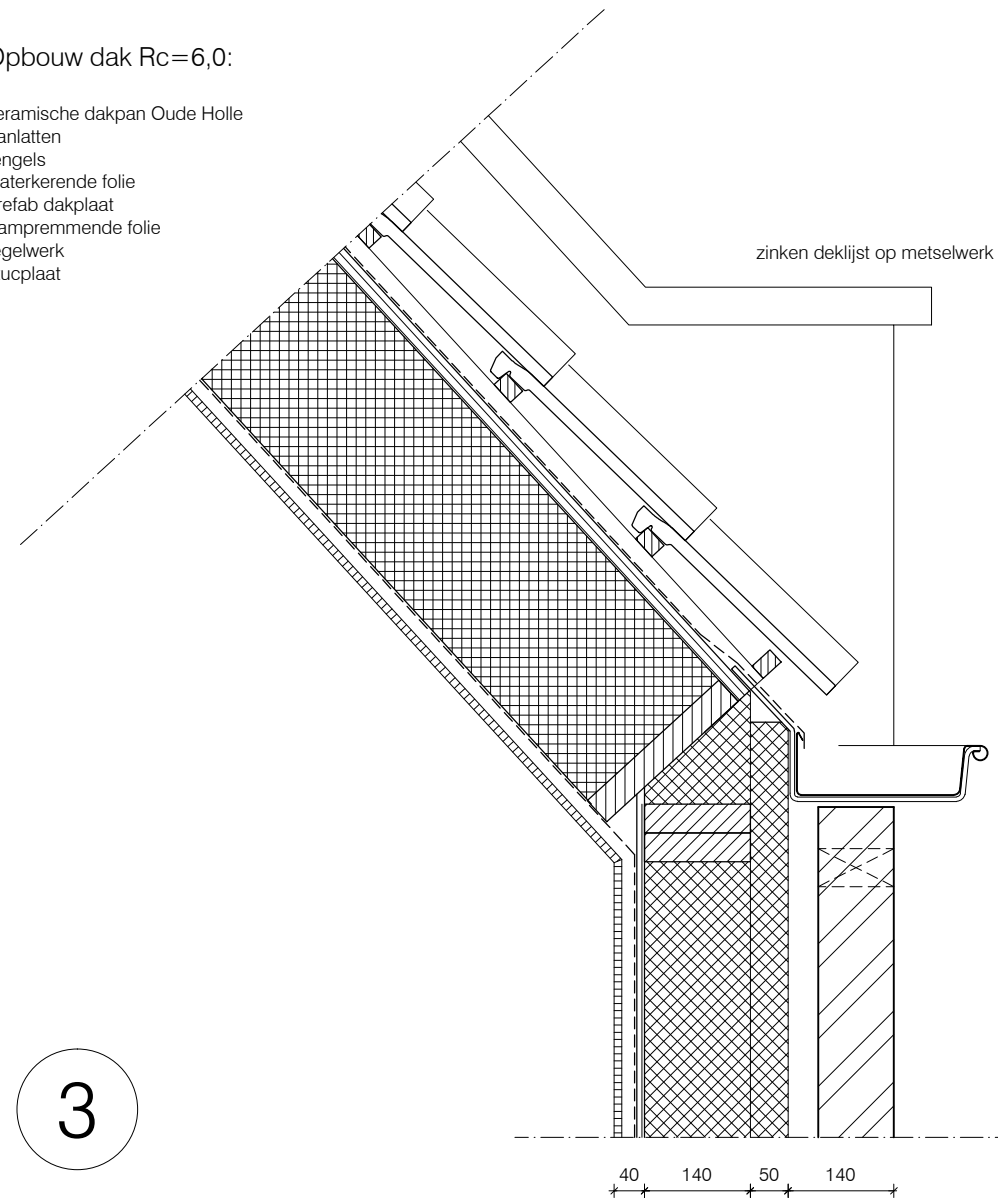 Opbouw dak Rc=6,0:
eramische dakpan Oude Holle
anlatten
engels
aterkerende folie
refab dakplaat
ampremmende folie
egelwerk
ucplaat
zinken deklijst op metselwerk
3
40 140 50 140